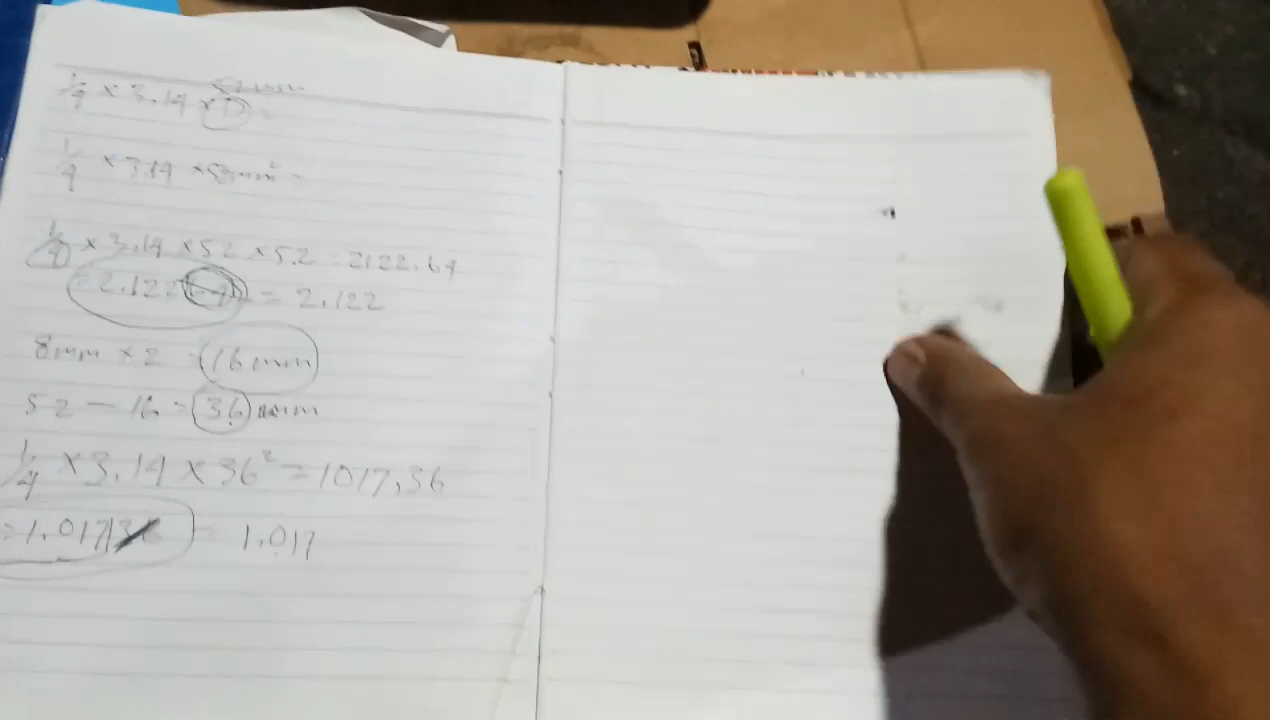 1/4 × 3.14 × D =
1/4 × 3.14 × 52mm² =
1/4 × 3.14 × 52 × 52 = 2122.64
= 2.122 = 2.122
8mm × 2 = 16mm
52 - 16 = 36 mm
1/4 × 3.14 × 36² = 1017,36
= 1.017,36 = 1.017